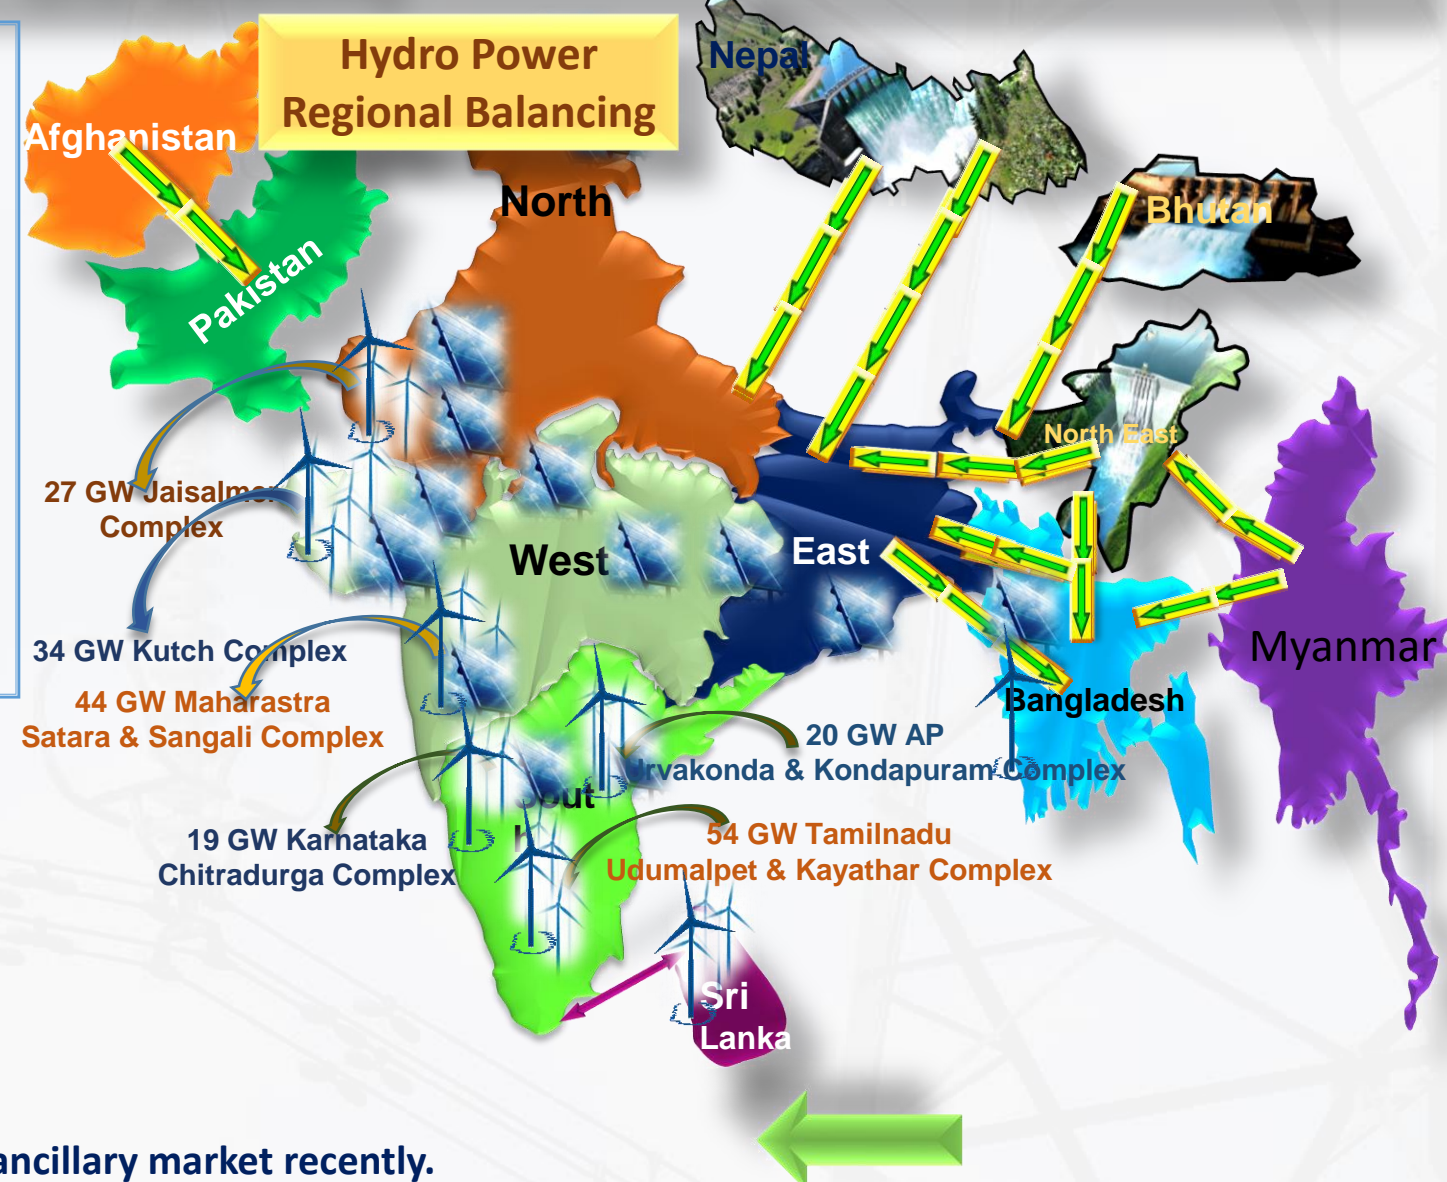 Hydro Power
Regional Balancing
Nepal
Afghanistan
Bhutan
North
Pakistan
North East
27 GW Jaisalmer
Complex
West
East
34 GW Kutch Complex
Myanmar
44 GW Maharastra
Satara & Sangali Complex
Bangladesh
20 GW AP
Urvakonda & Kondapuram Complex
Sout
h
19 GW Karnataka
Chitradurga Complex
54 GW Tamilnadu
Udumalpet & Kayathar Complex
Sri
Lanka
ancillary market recently.